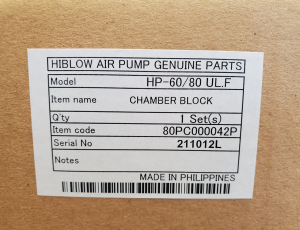 HIBLOW AIR PUMP GENUINE PARTS
Model HP-60/80 UL.F
Item name CHAMBER BLOCK
Q'ty 1 Set(s)
Item code 80PC000042P
Serial No 211012L
Notes
MADE IN PHILIPPINES